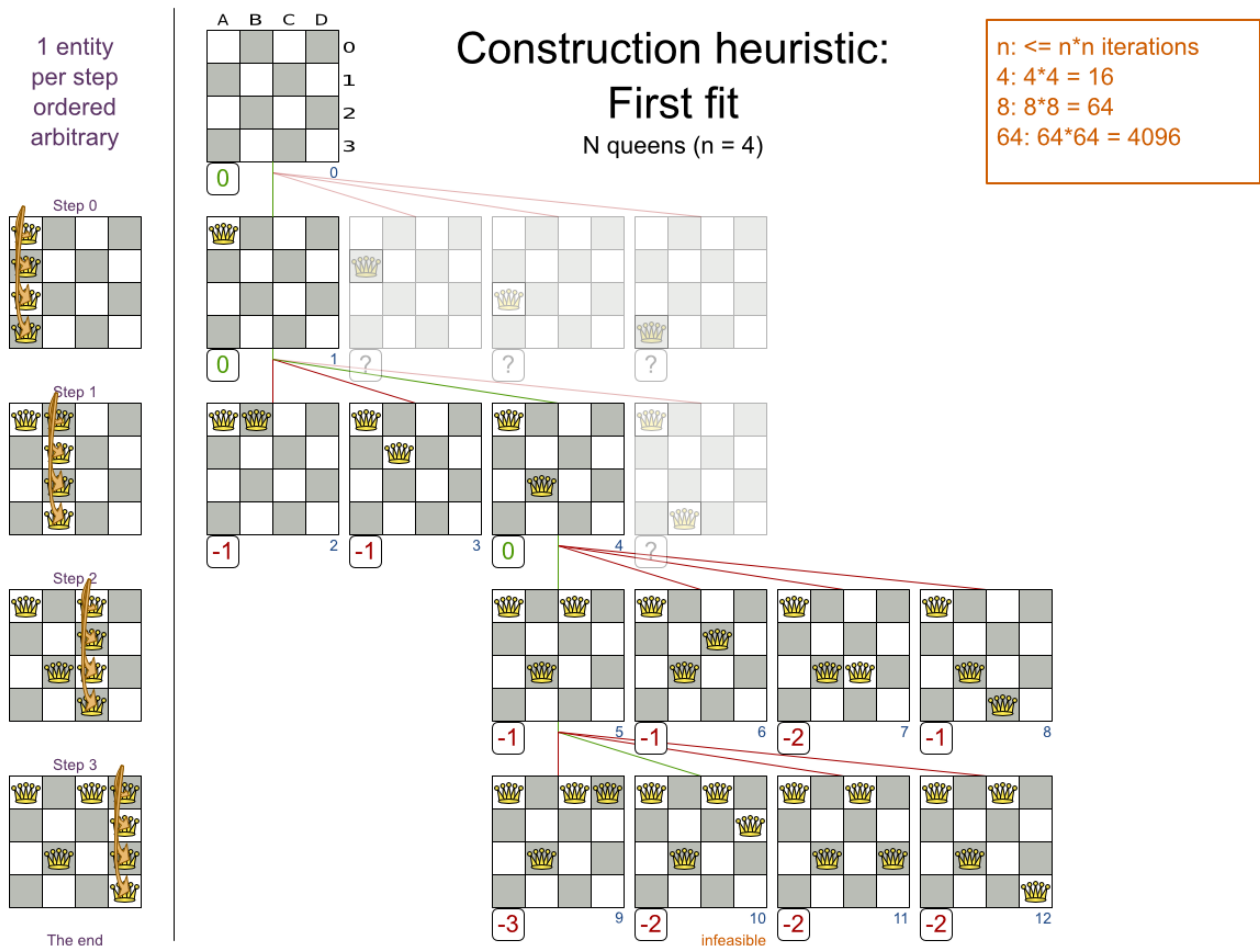 1 entity
per step
ordered
arbitrary
A B C D
0
1
2
3
0
0
Construction heuristic:
First fit
N queens (n = 4)
n: <= n*n iterations
4: 4*4 = 16
8: 8*8 = 64
64: 64*64 = 4096
Step 0
0 1 ? ? ?
Step 1
-1 2 -1 3 0 4 ?
Step 2
-1 5 -1 6 -2 7 -1 8
Step 3
-3 9 -2 10 -2 11 -2 12
The end
infeasible